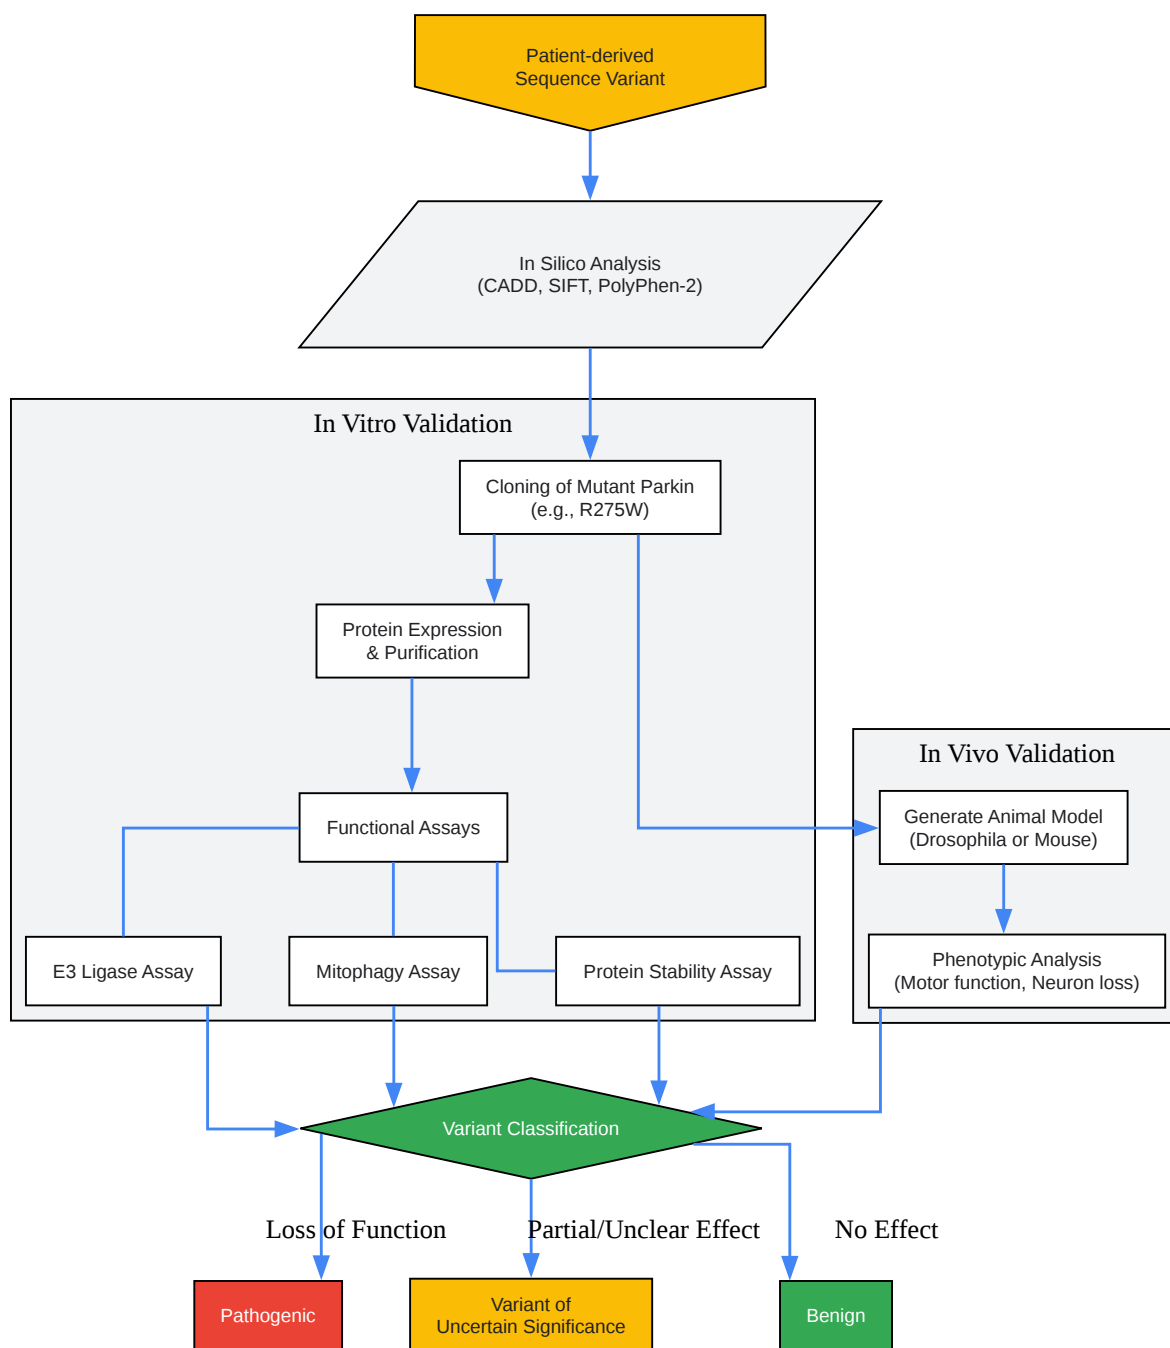 Patient-derived
Sequence Variant
In Silico Analysis
(CADD, SIFT, PolyPhen-2)
In Vitro Validation
Cloning of Mutant Parkin
(e.g., R275W)
Protein Expression
& Purification
In Vivo Validation
Generate Animal Model
(Drosophila or Mouse)
Functional Assays
Phenotypic Analysis
(Motor function, Neuron loss)
E3 Ligase Assay
Mitophagy Assay
Protein Stability Assay
Variant Classification
Loss of Function
Partial/Unclear Effect
No Effect
Pathogenic
Variant of
Uncertain Significance
Benign